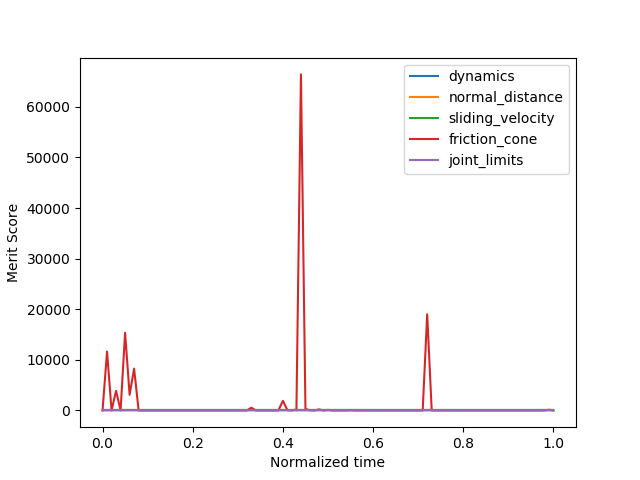 dynamics
normal_distance
sliding_velocity
friction_cone
joint_limits
60000
50000
40000
30000
20000
10000
0
Merit Score
0.0 0.2 0.4 0.6 0.8 1.0
Normalized time